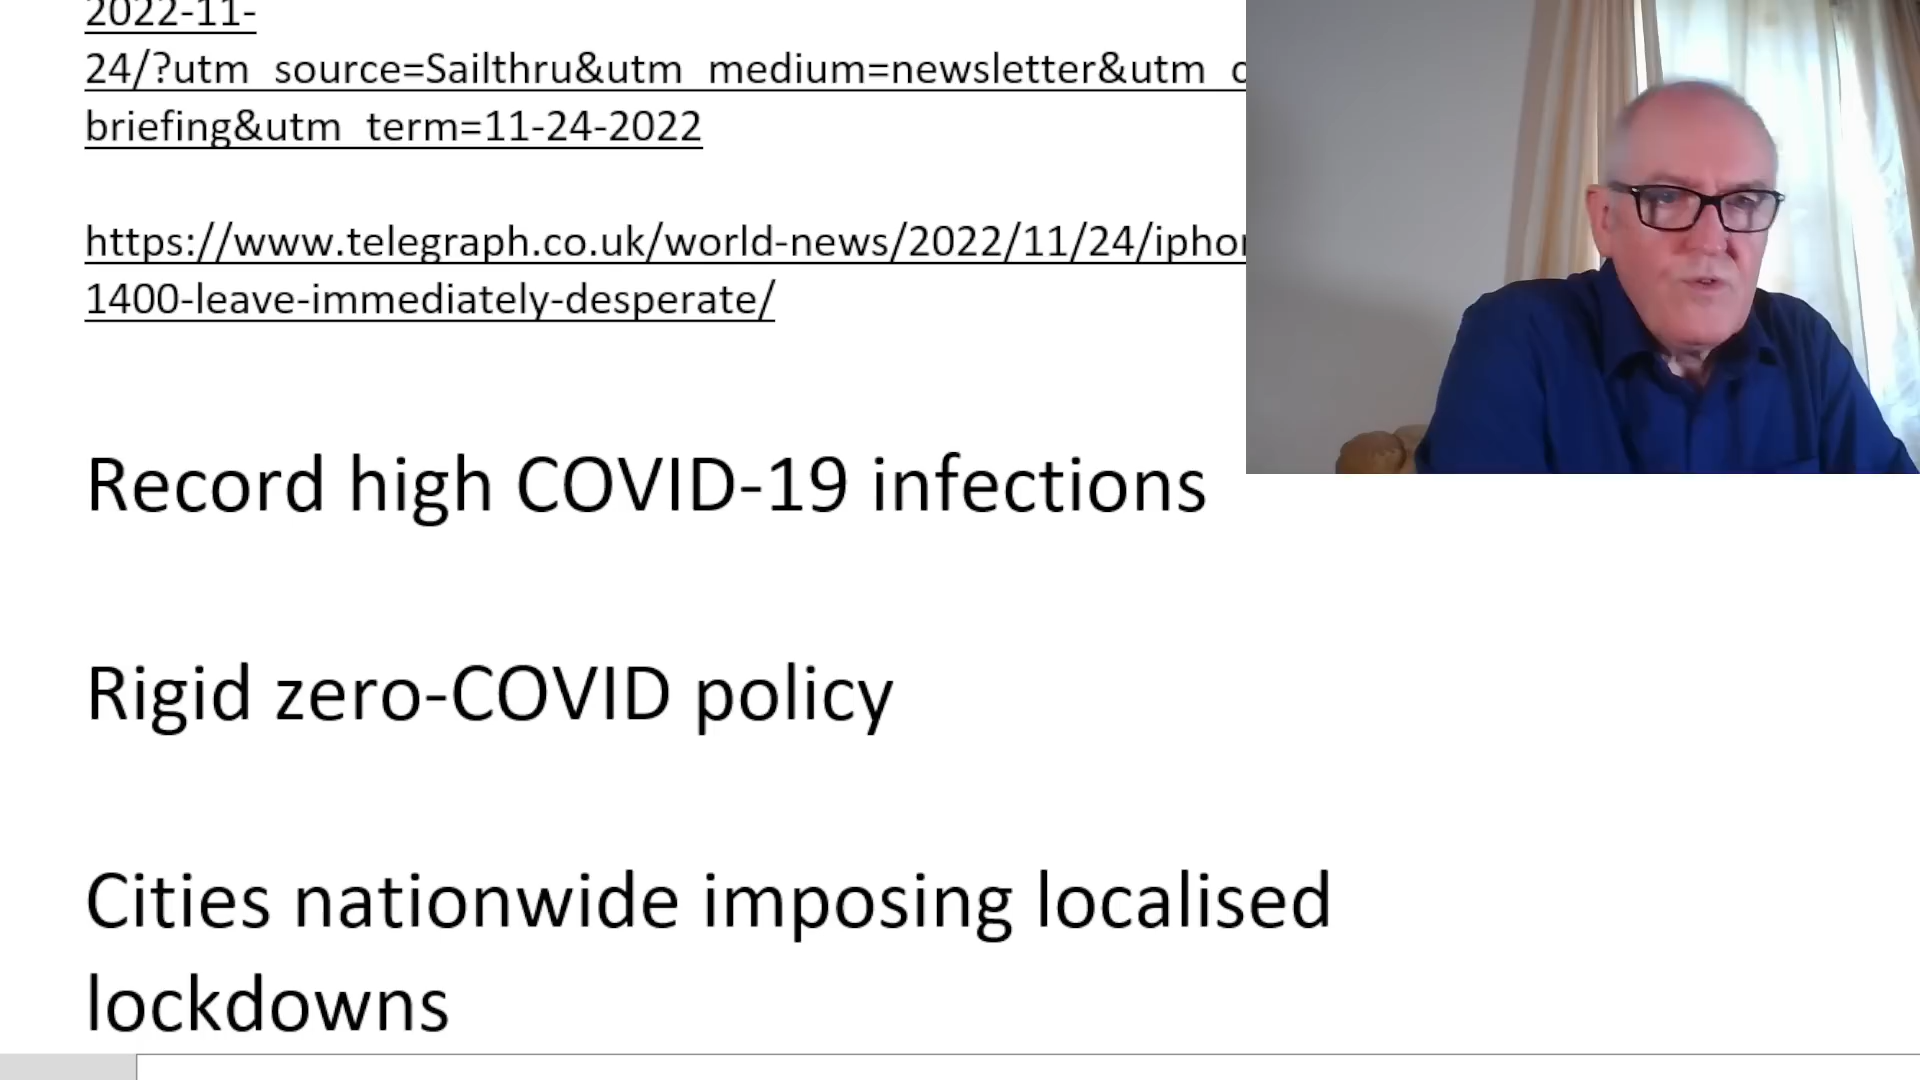 2022-11-
24/?utm_source=Sailthru&utm_medium=newsletter&utm_c
briefing&utm_term=11-24-2022
https://www.telegraph.co.uk/world-news/2022/11/24/ipho
1400-leave-immediately-desperate/
Record high COVID-19 infections
Rigid zero-COVID policy
Cities nationwide imposing localised
lockdowns